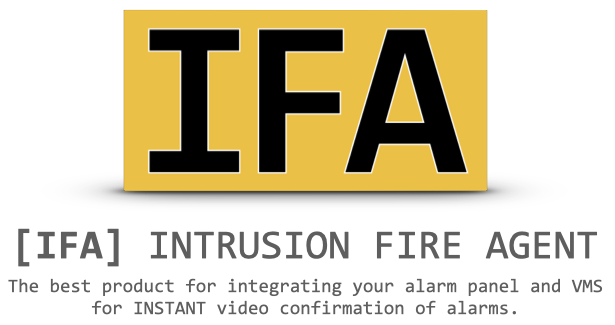 IFA
[IFA] INTRUSION FIRE AGENT
The best product for integrating your alarm panel and VMS
for INSTANT video confirmation of alarms.